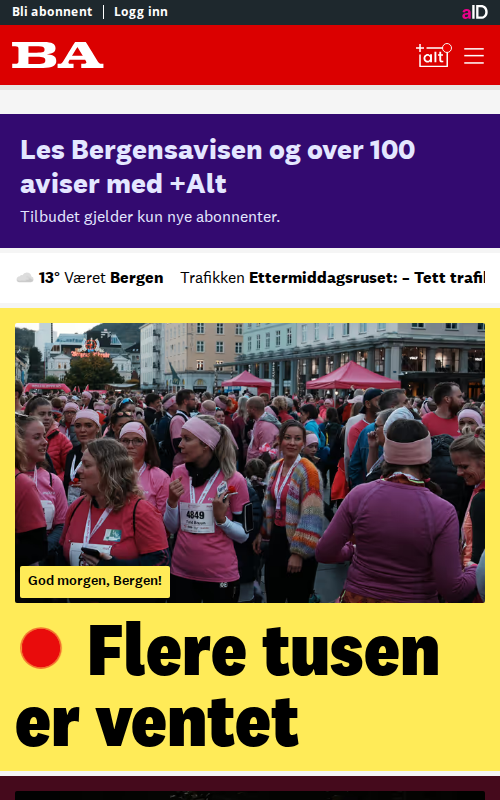 Bli abonnent | Logg inn
aID
BA
+alt
Les Bergensavisen og over 100
aviser med +Alt
Tilbudet gjelder kun nye abonnenter.
13° Været Bergen Trafikken Ettermiddagsruset: – Tett trafi
4849
God morgen, Bergen!
Flere tusen
er ventet